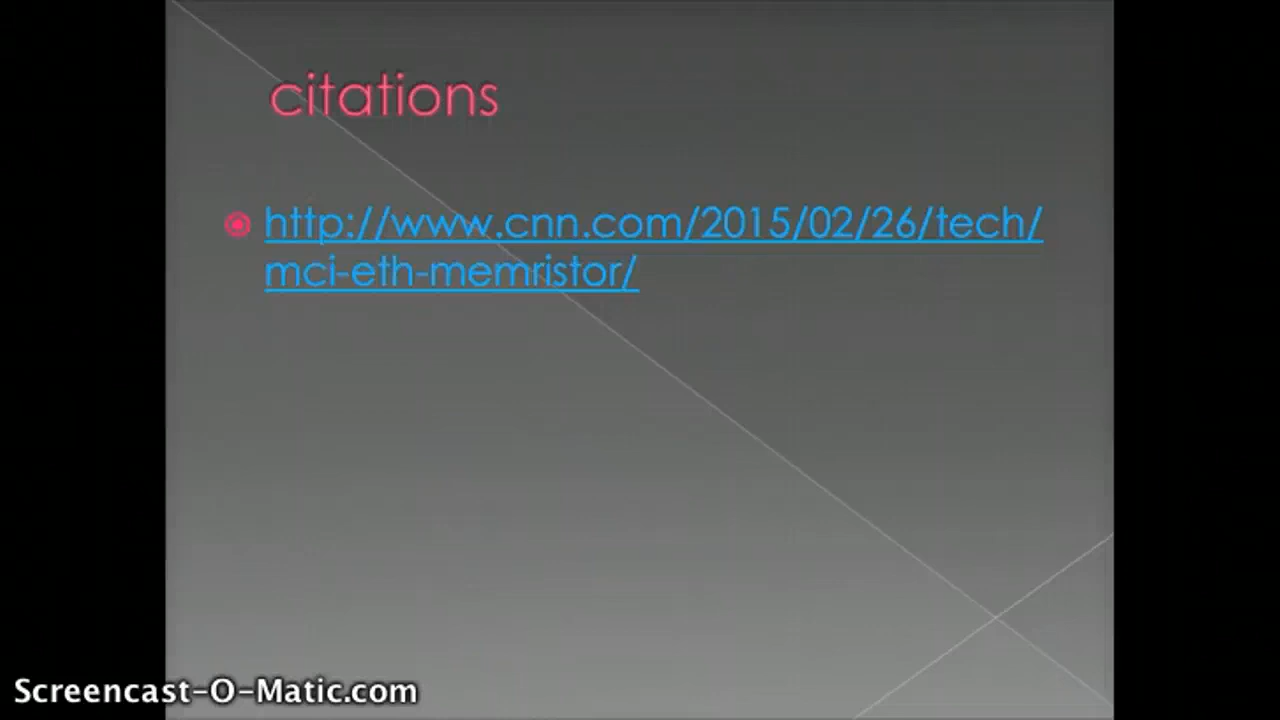 citations
http://www.cnn.com/2015/02/26/tech/
mci-eth-memristor/
Screencast-O-Matic.com